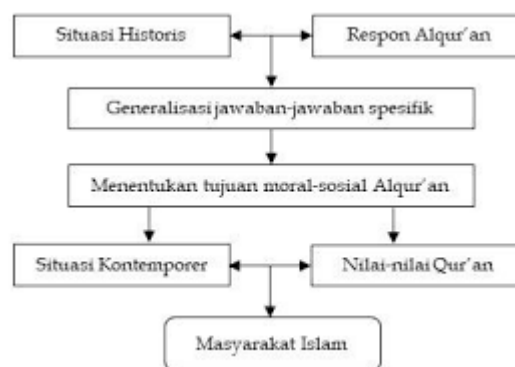 Situasi Historis
Respon Alqur'an
Generalisasi jawaban-jawaban spesifik
Menentukan tujuan moral-sosial Alqur'an
Situasi Kontemporer
Nilai-nilai Qur'an
Masyarakat Islam